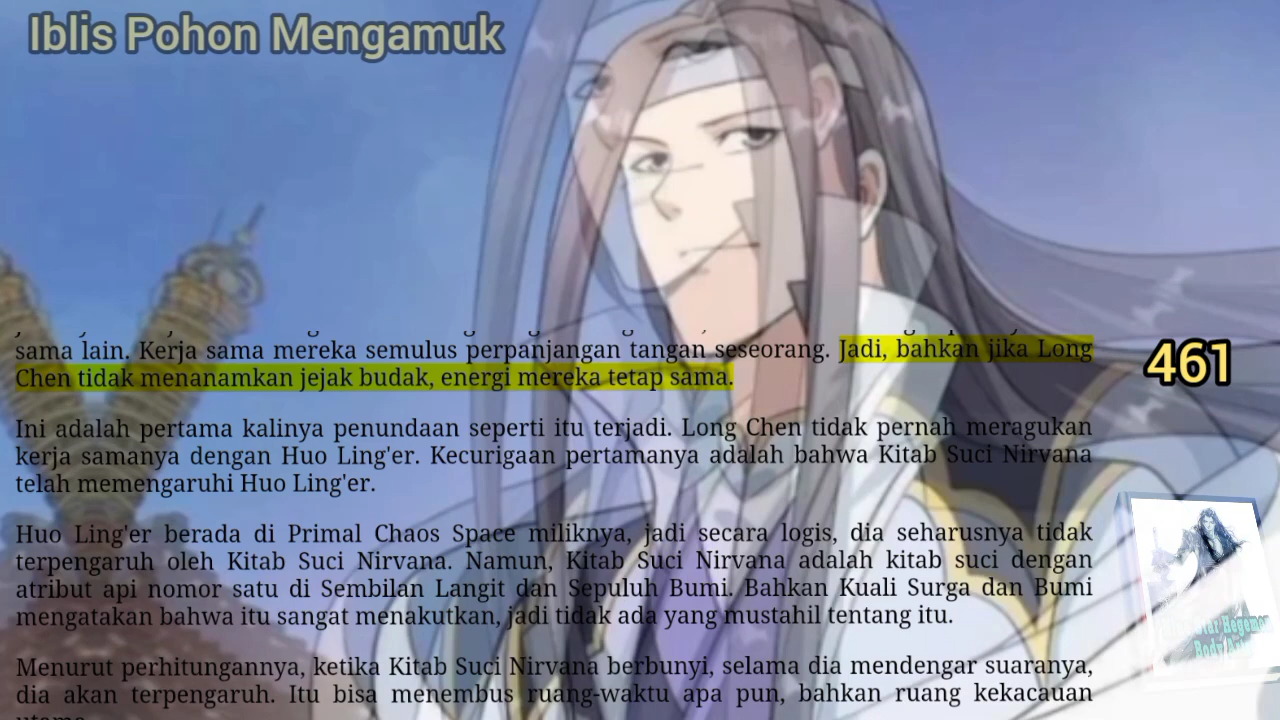 Iblis Pohon Mengamuk
sama lain. Kerja sama mereka semulus perpanjangan tangan seseorang. Jadi, bahkan jika Long
Chen tidak menanamkan jejak budak, energi mereka tetap sama.
461
Ini adalah pertama kalinya penundaan seperti itu terjadi. Long Chen tidak pernah meragukan
kerja samanya dengan Huo Ling'er. Kecurigaan pertamanya adalah bahwa Kitab Suci Nirvana
telah memengaruhi Huo Ling'er.
Huo Ling'er berada di Primal Chaos Space miliknya, jadi secara logis, dia seharusnya tidak
terpengaruh oleh Kitab Suci Nirvana. Namun, Kitab Suci Nirvana adalah kitab suci dengan
atribut api nomor satu di Sembilan Langit dan Sepuluh Bumi. Bahkan Kuali Surga dan Bumi
mengatakan bahwa itu sangat menakutkan, jadi tidak ada yang mustahil tentang itu.
Star Hegemon
Body
Menurut perhitungannya, ketika Kitab Suci Nirvana berbunyi, selama dia mendengar suaranya,
dia akan terpengaruh. Itu bisa menembus ruang-waktu apa pun, bahkan ruang kekacauan